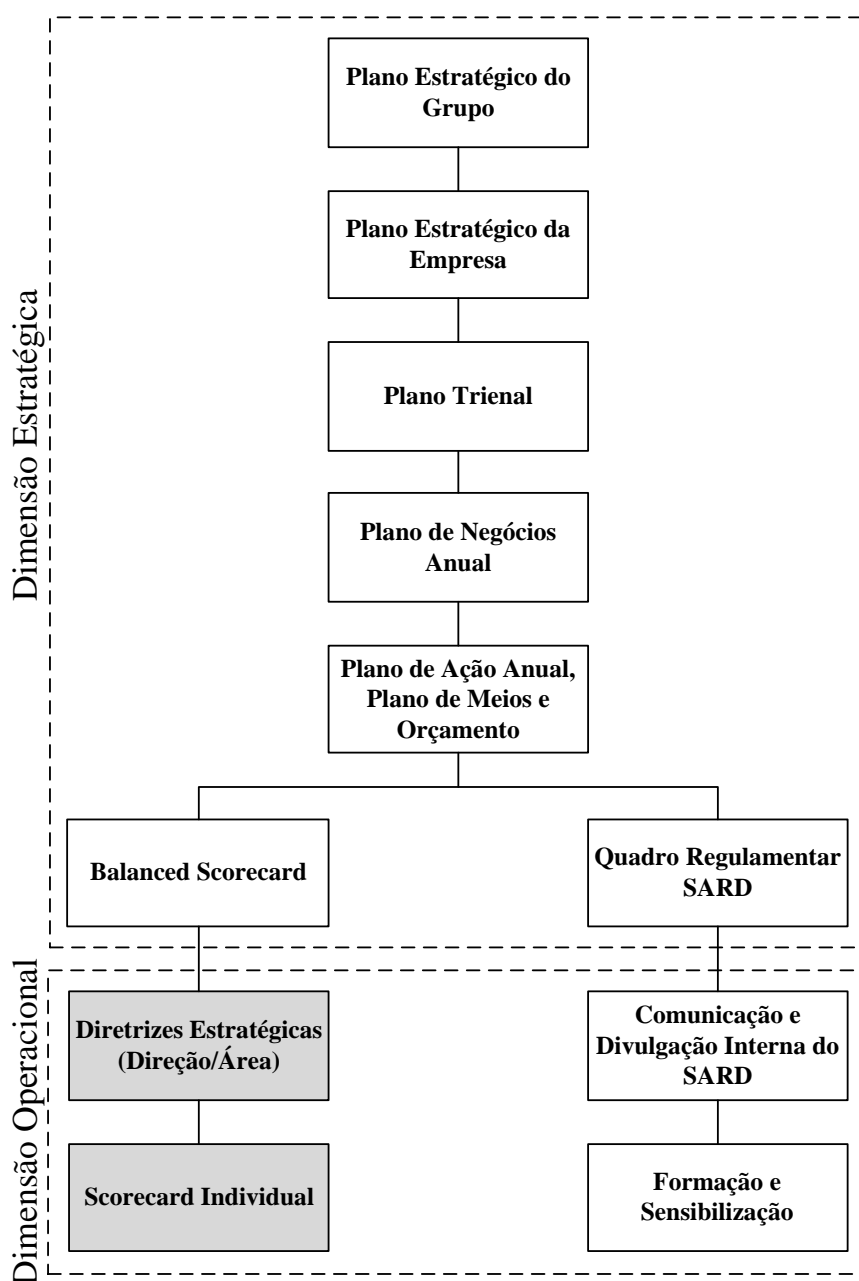 Dimensão Estratégica
Plano Estratégico do
Grupo
Plano Estratégico da
Empresa
Plano Trienal
Plano de Negócios
Anual
Plano de Ação Anual,
Plano de Meios e
Orçamento
Balanced Scorecard
Quadro Regulamentar
SARD
Dimensão Operacional
Diretrizes Estratégicas
(Direção/Área)
Comunicação e
Divulgação Interna do
SARD
Scorecard Individual
Formação e
Sensibilização